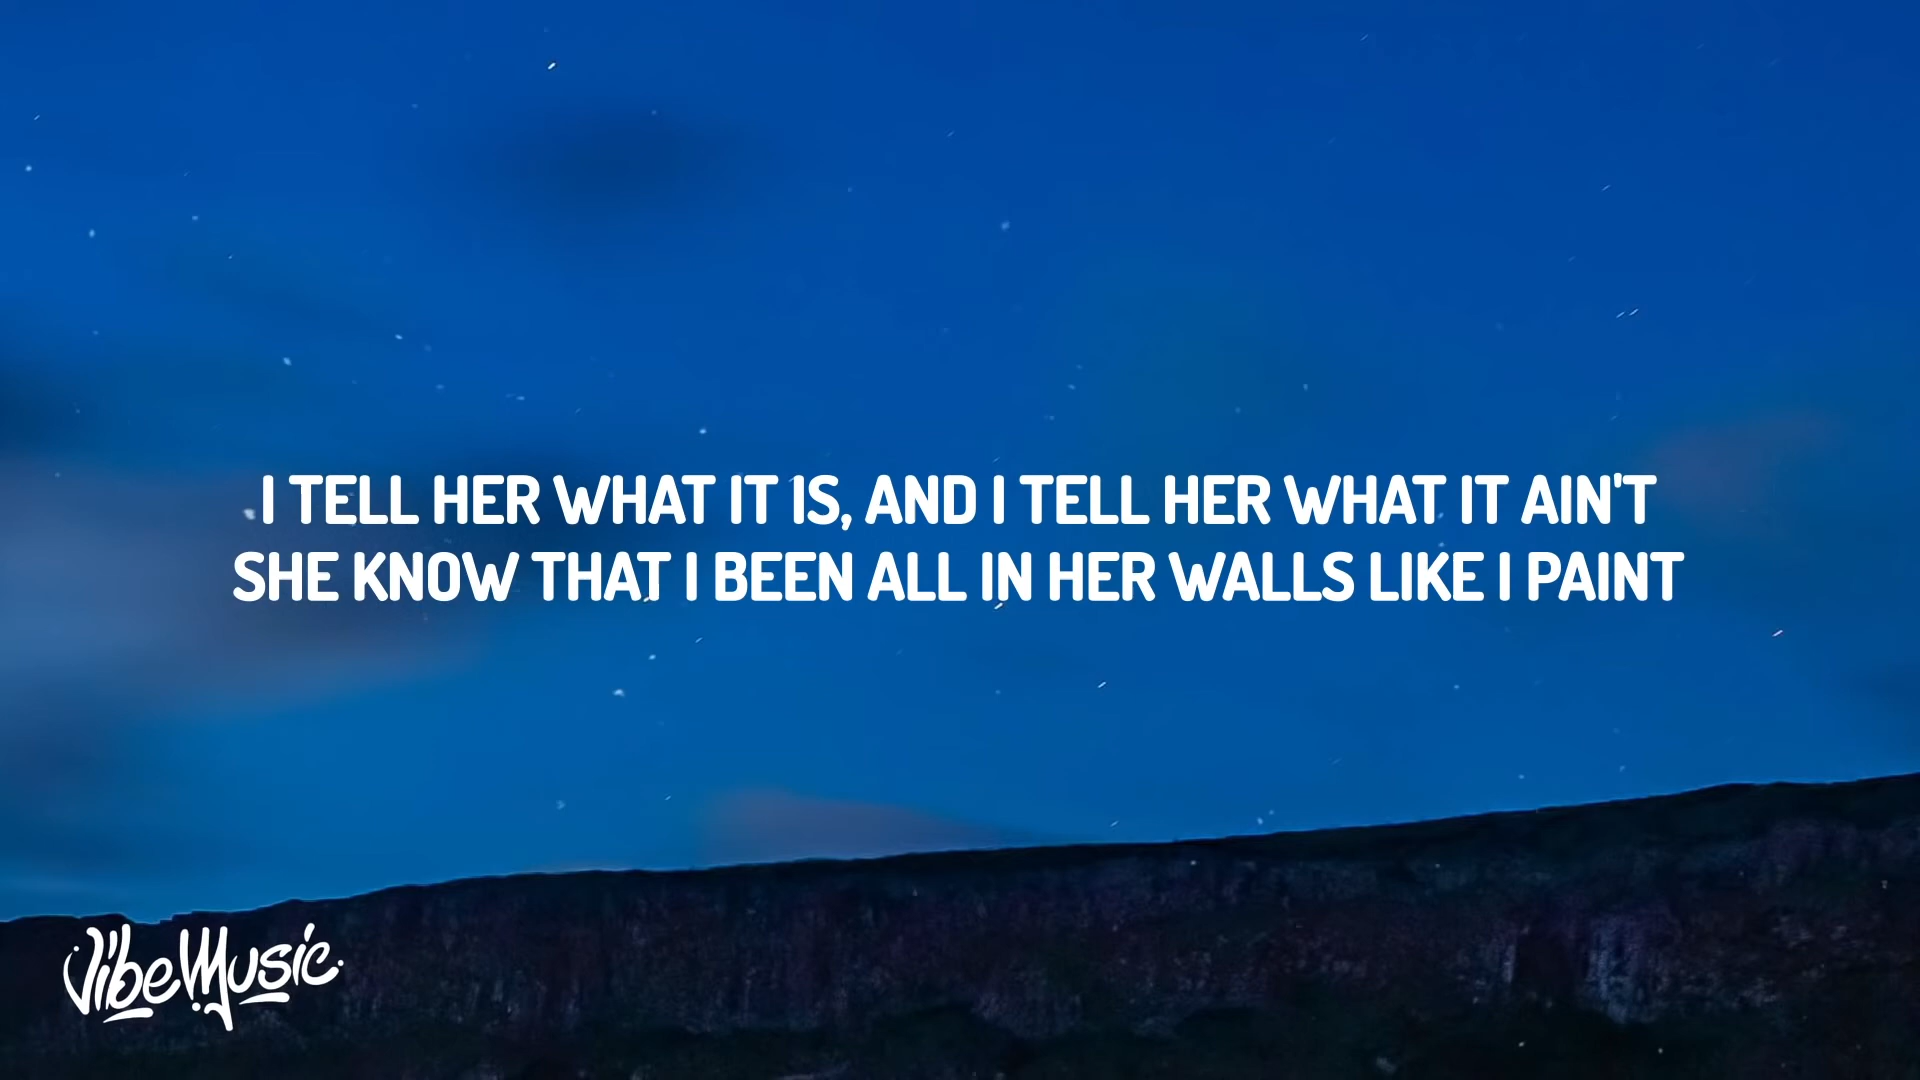 I TELL HER WHAT IT IS, AND I TELL HER WHAT IT AIN'T
SHE KNOW THAT I BEEN ALL IN HER WALLS LIKE I PAINT
VibeMusic